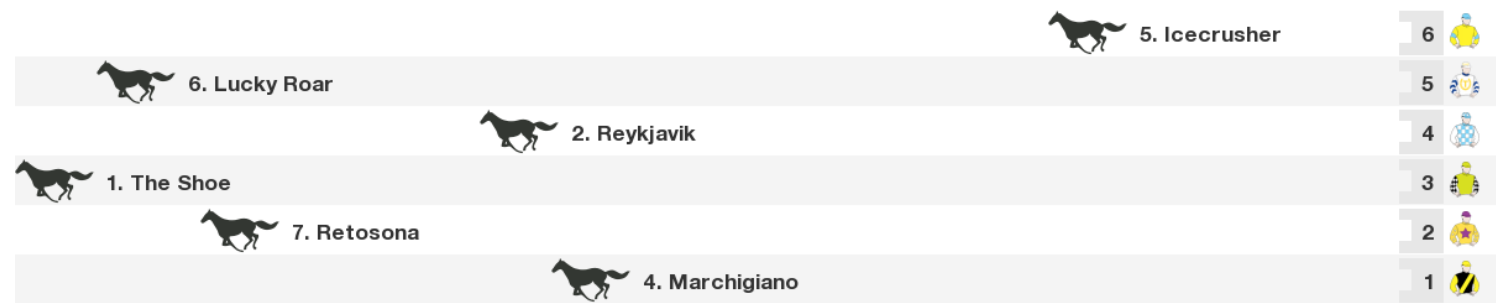 5. Icecrusher 6
6. Lucky Roar 5
2. Reykjavik 4
1. The Shoe 3
7. Retosona 2
4. Marchigiano 1